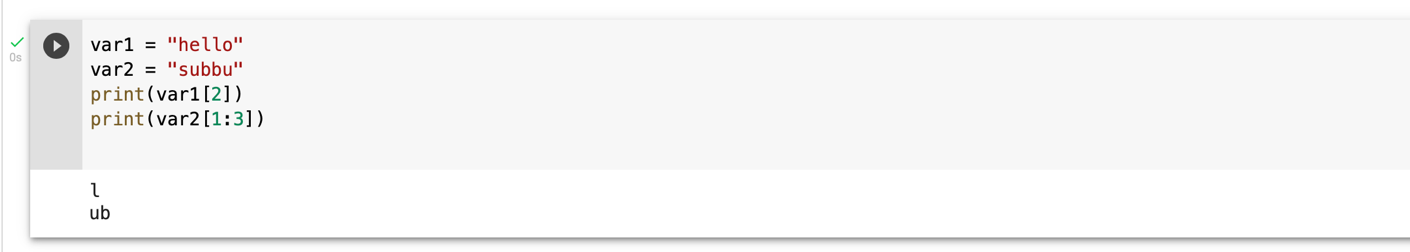 var1 = "hello"
0s
var2 = "subbu"
print(var1[2])
print(var2[1:3])
l
ub